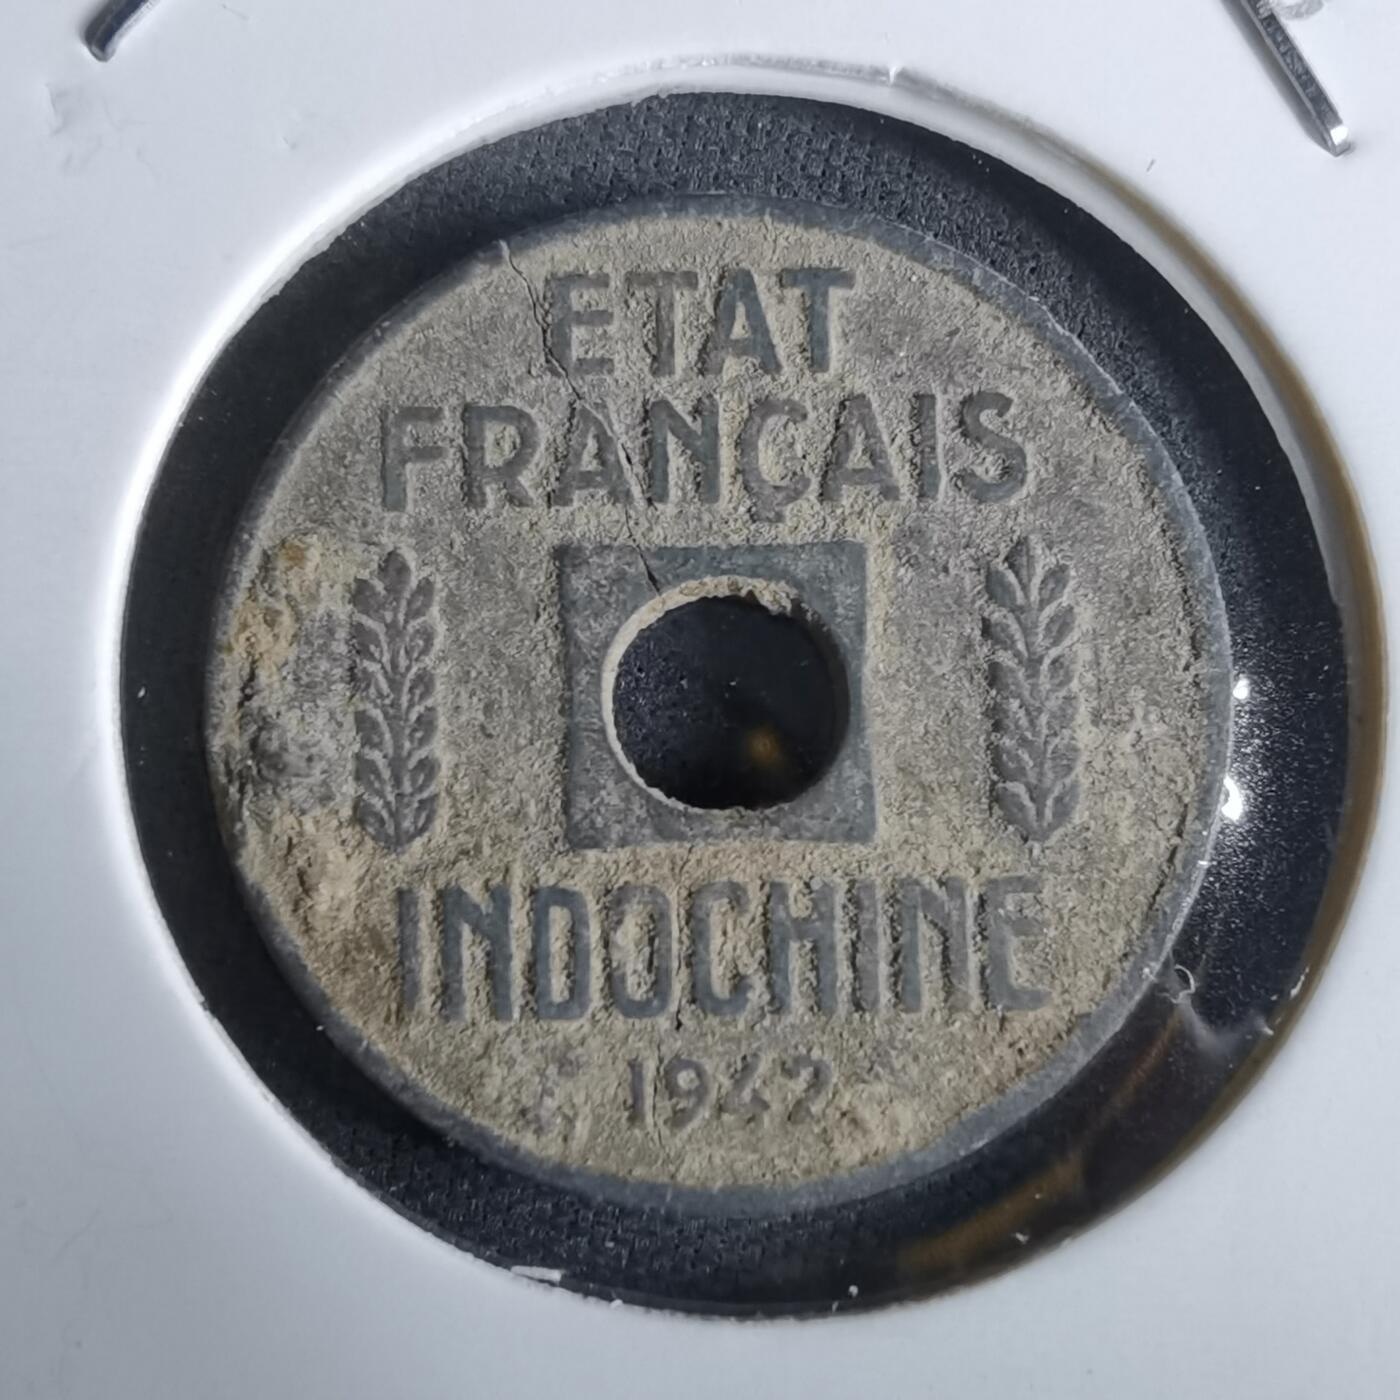 ETAT
FRANÇAIS
INDOCHINE
1942